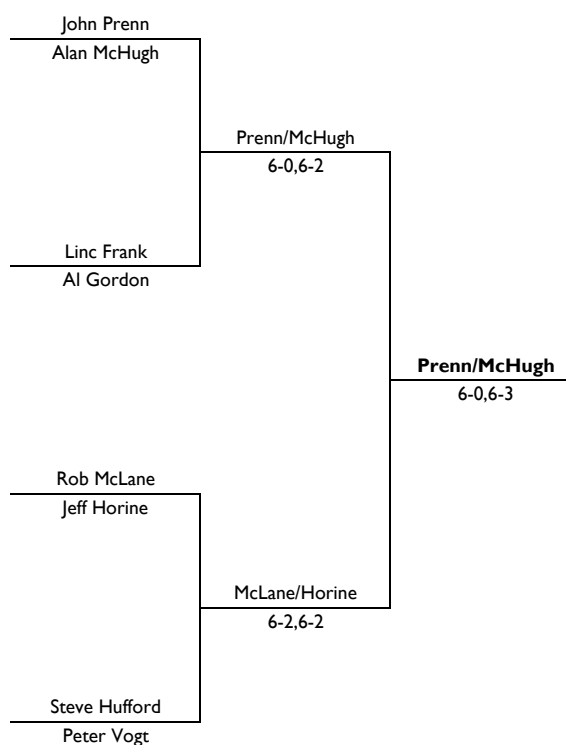 John Prenn
Alan McHugh
Prenn/McHugh
6-0,6-2
Linc Frank
Al Gordon
Prenn/McHugh
6-0,6-3
Rob McLane
Jeff Horine
McLane/Horine
6-2,6-2
Steve Hufford
Peter Vogt